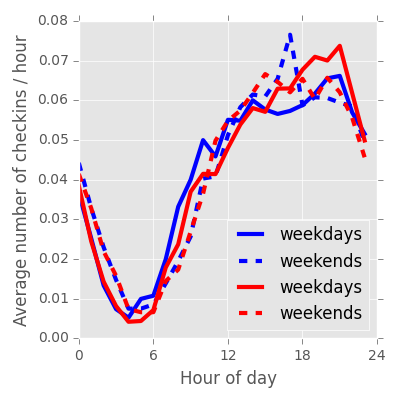 0.08
0.07
0.06
0.05
0.04
0.03
0.02
0.01
0.00
Average number of checkins / hour
weekdays
weekends
weekdays
weekends
0 6 12 18 24
Hour of day